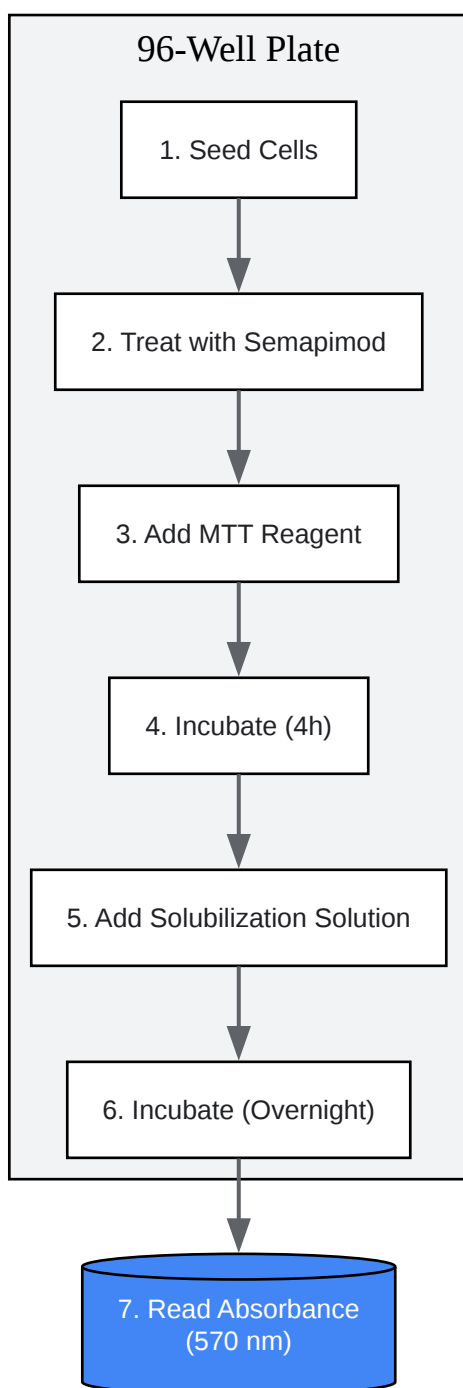 96-Well Plate
1. Seed Cells
2. Treat with Semapimod
3. Add MTT Reagent
4. Incubate (4h)
5. Add Solubilization Solution
6. Incubate (Overnight)
7. Read Absorbance
(570 nm)